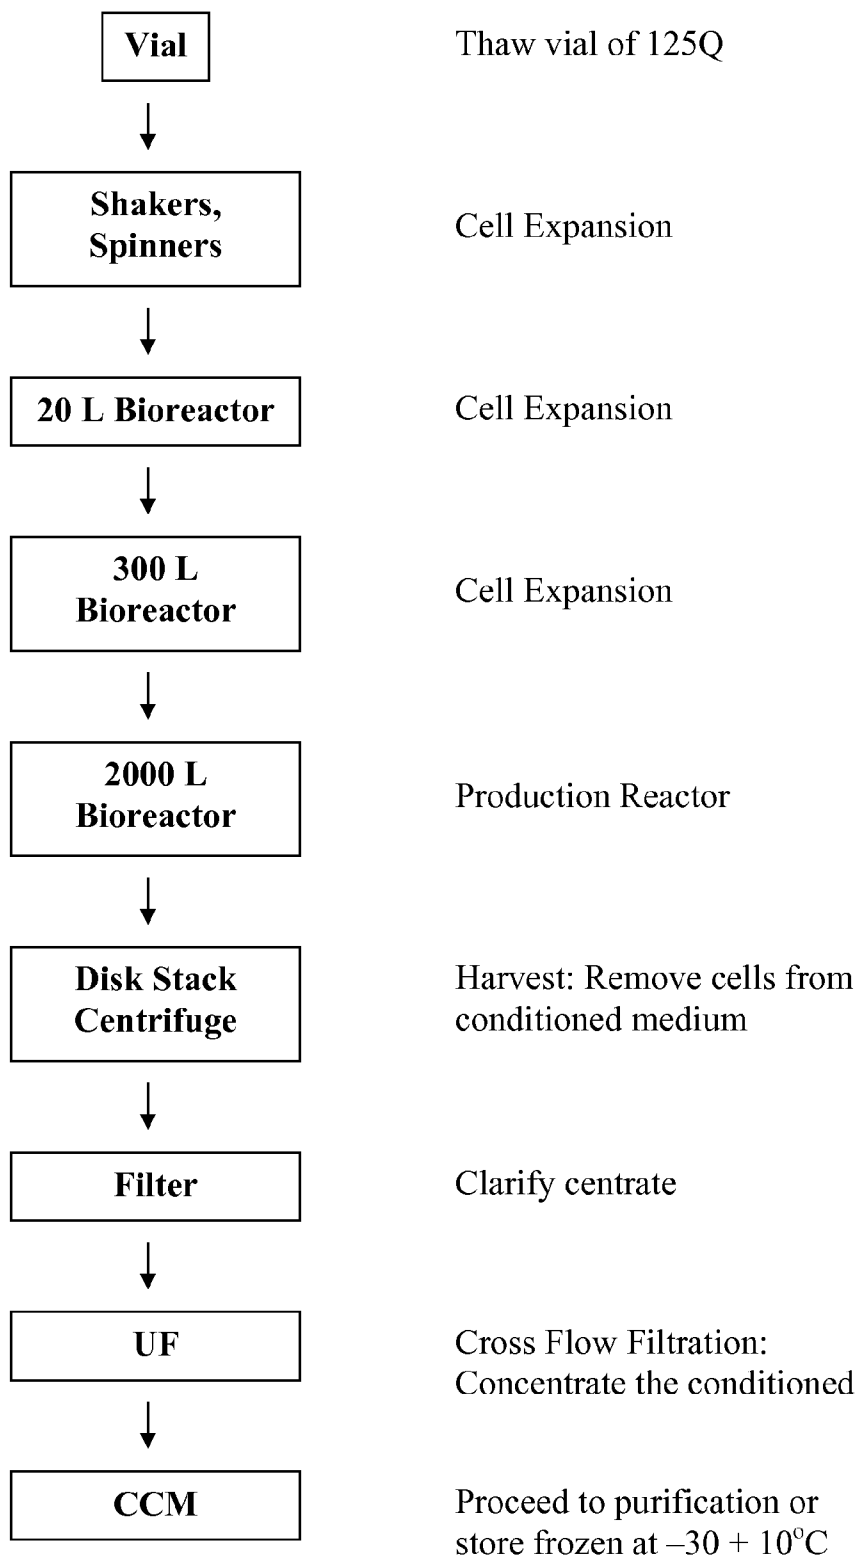 Vial
Thaw vial of 125Q
Shakers,
Spinners
Cell Expansion
20 L Bioreactor
Cell Expansion
300 L
Bioreactor
Cell Expansion
2000 L
Bioreactor
Production Reactor
Disk Stack
Centrifuge
Harvest: Remove cells from
conditioned medium
Filter
Clarify centrate
UF
Cross Flow Filtration:
Concentrate the conditioned
CCM
Proceed to purification or
store frozen at –30 + 10°C